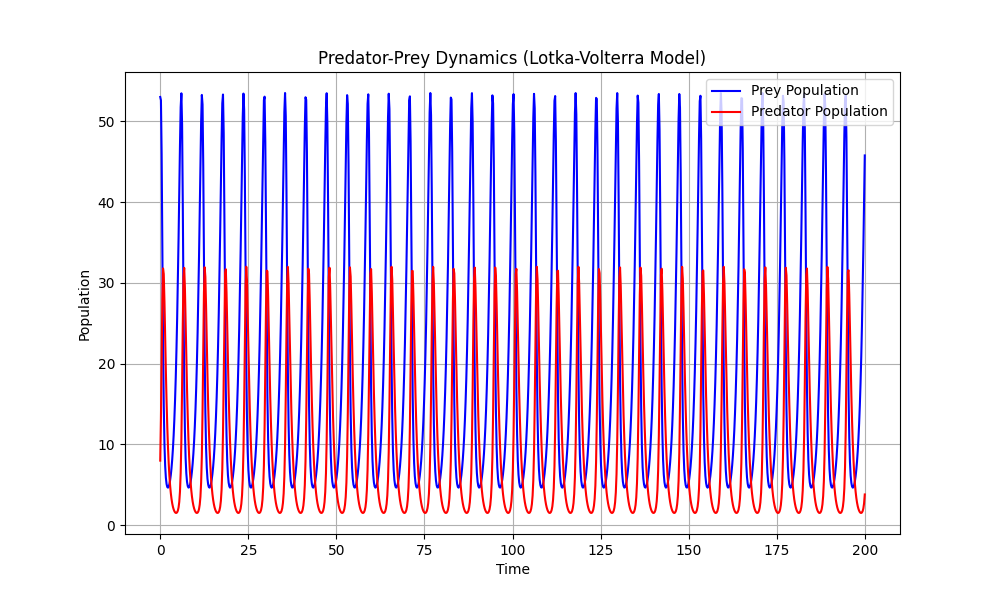 Predator-Prey Dynamics (Lotka-Volterra Model)
Prey Population
Predator Population
Population
50
40
30
20
10
0
0 25 50 75 100 125 150 175 200
Time